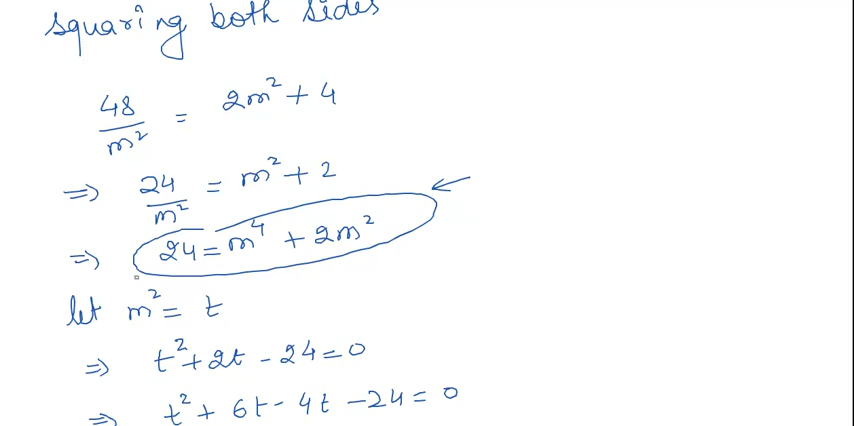 squaring both sides
48/m² = 2m² + 4
⇒ 24/m² = m² + 2
⇒ 24 = m⁴ + 2m²
let m² = t
⇒ t² + 2t - 24 = 0
⇒ t² + 6t - 4t - 24 = 0